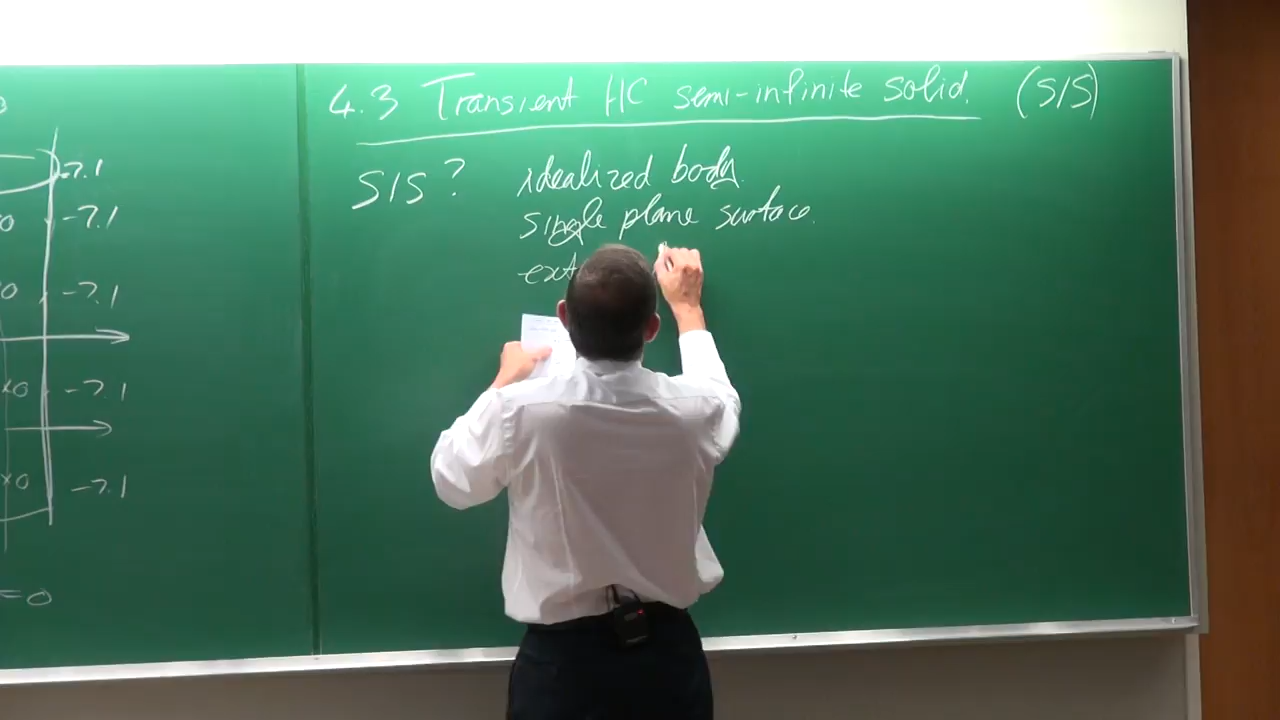 4.3 Transient HC semi-infinite solid. (S/S)
S/S? idealized body.
single plane surface.
ext
-7.1
-7.1
-7.1
-7.1
-7.1
=0